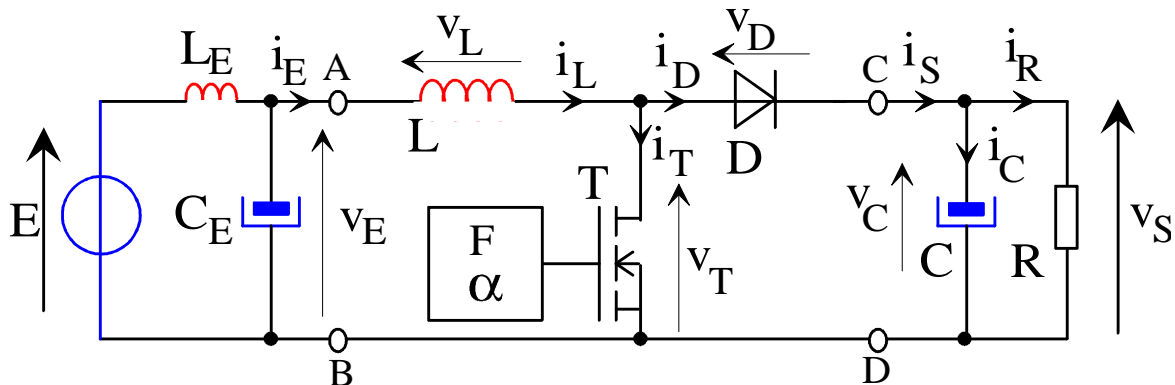 L_E
i_E
A
v_L
L
i_L
i_D
v_D
D
C
i_S
i_R
i_T
T
E
C_E
v_E
F
α
v_T
v_C
i_C
C
R
v_S
B
D